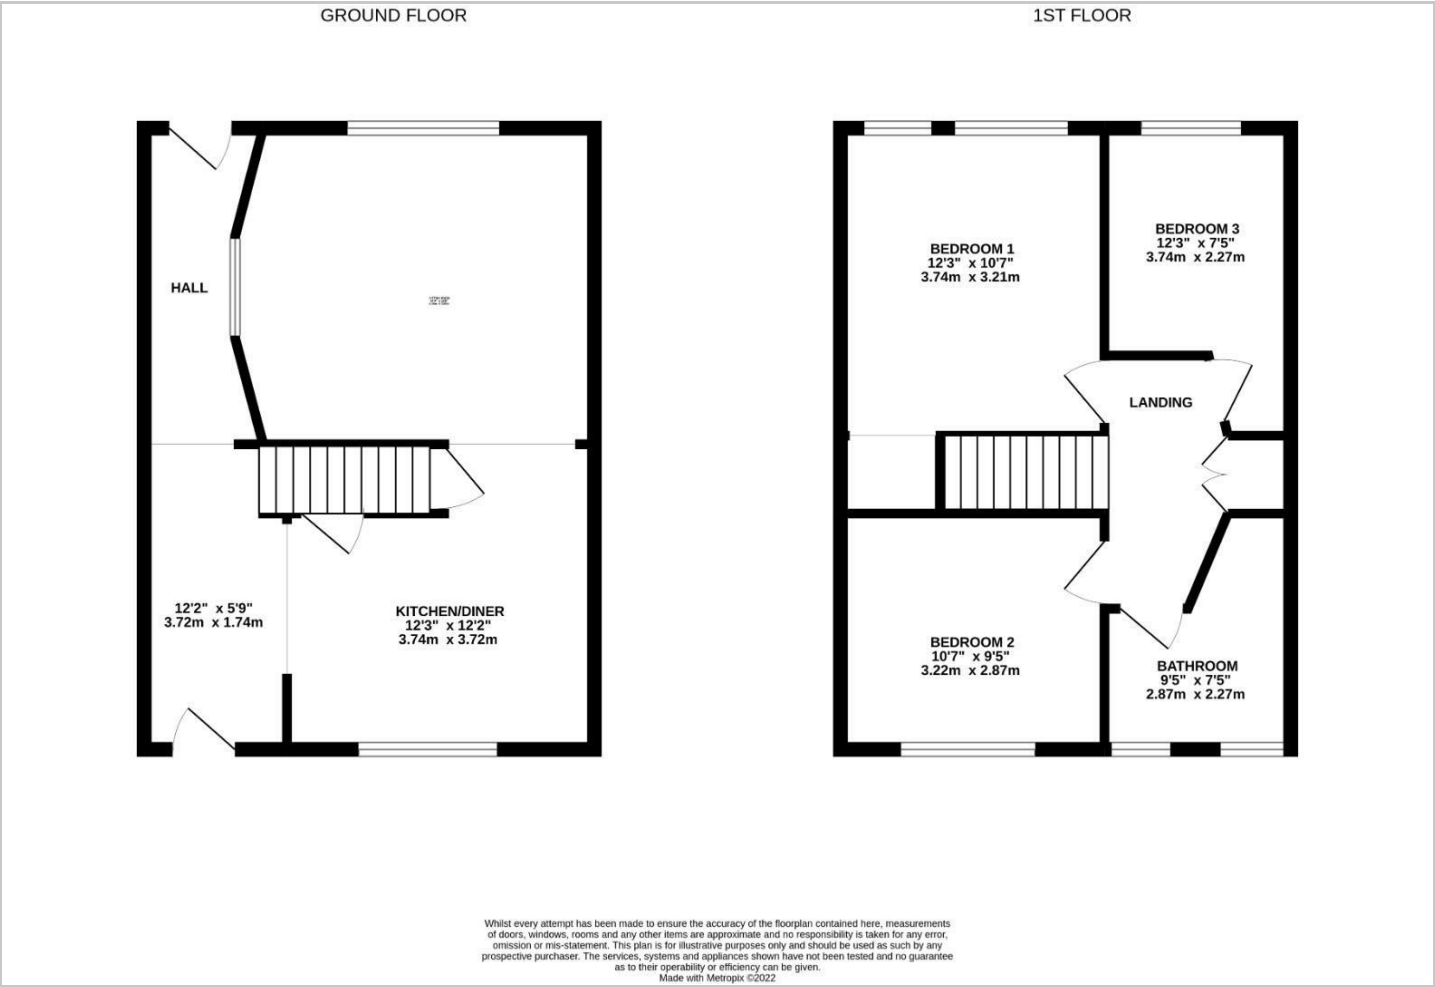 GROUND FLOOR
1ST FLOOR
HALL
12'2" x 5'9"
3.72m x 1.74m
KITCHEN/DINER
12'3" x 12'2"
3.74m x 3.72m
BEDROOM 1
12'3" x 10'7"
3.74m x 3.21m
BEDROOM 3
12'3" x 7'5"
3.74m x 2.27m
LANDING
BEDROOM 2
10'7" x 9'5"
3.22m x 2.87m
BATHROOM
9'5" x 7'5"
2.87m x 2.27m
Whilst every attempt has been made to ensure the accuracy of the floorplan contained here, measurements
of doors, windows, rooms and any other items are approximate and no responsibility is taken for any error,
omission or mis-statement. This plan is for illustrative purposes only and should be used as such by any
prospective purchaser. The services, systems and appliances shown have not been tested and no guarantee
as to their operability or efficiency can be given.
Made with Metropix ©2022